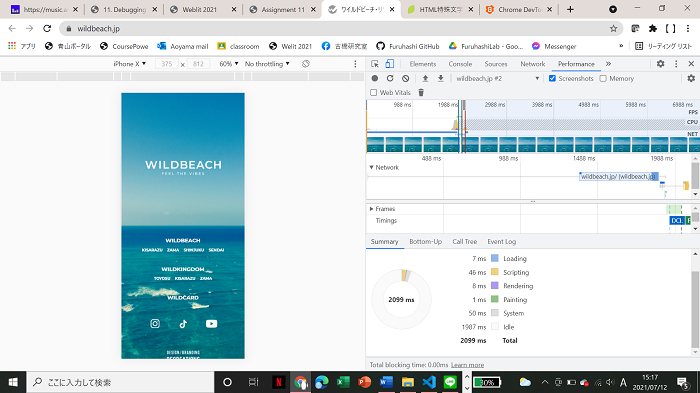 https://music.a
11. Debugging
Weblit 2021
Assignment 11
ワイルドビーチ・リ
HTML特殊文字
Chrome DevTo
wildbeach.jp
アプリ 青山ポータル CoursePowe Aoyama mail classroom Welit 2021 古橋研究室 Furuhashi GitHub FuruhashiLab - Goo... Messenger » リーディング リスト
iPhone X 375 x 812 60% No throttling
Elements Console Sources Network Performance »
wildbeach.jp #2 Screenshots Memory
Web Vitals
988 ms 1988 ms 2988 ms 3988 ms 4988 ms 5988 ms 6988 ms
FPS
CPU
NET
488 ms 988 ms 1488 ms 1988 ms
Network
wildbeach.jp/ (wildbeach.jp)
Frames
Timings DCL F
Summary Bottom-Up Call Tree Event Log
2099 ms
7 ms Loading
46 ms Scripting
8 ms Rendering
1 ms Painting
50 ms System
1987 ms Idle
2099 ms Total
Total blocking time: 0.00ms Learn more
WILDBEACH
FEEL THE VIBES
WILDBEACH
KISARAZU ZAMA SHINJUKU SENDAI
WILDKINGDOM
TOYOSU KISARAZU ZAMA
WILDCARD
DESIGN/BRANDING
RECREATIONS
ここに入力して検索
80%
A
15:17
2021/07/12